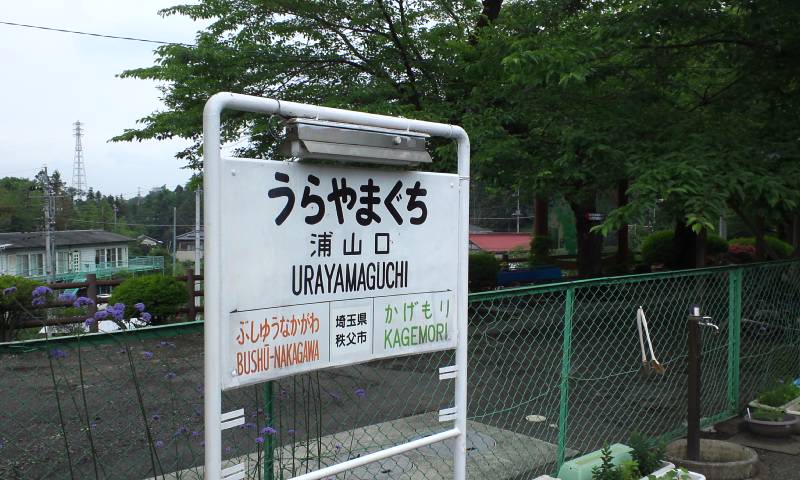 うらやまぐち
浦山口
URAYAMAGUCHI
ぶしゅうなかがわ
BUSHŪ-NAKAGAWA
埼玉県
秩父市
かげもり
KAGEMORI